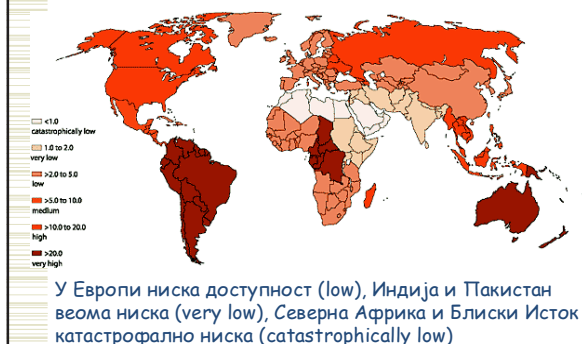 <1.0
catastrophically low
1.0 to 2.0
very low
>2.0 to 5.0
low
>5.0 to 10.0
medium
>10.0 to 20.0
high
>20.0
very high
У Европи ниска доступност (low), Индија и Пакистан
веома ниска (very low), Северна Африка и Блиски Исток
катастрофално ниска (catastrophically low)